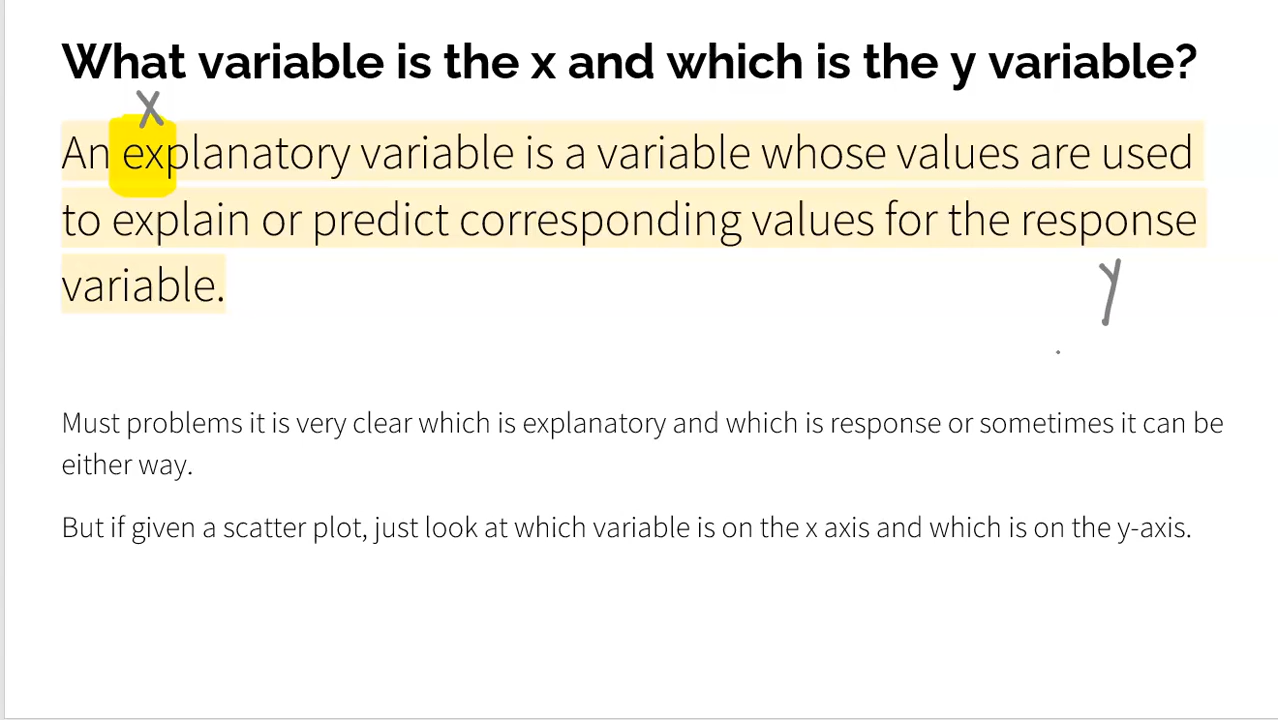 What variable is the x and which is the y variable?
x
An explanatory variable is a variable whose values are used
to explain or predict corresponding values for the response
variable.
y
Must problems it is very clear which is explanatory and which is response or sometimes it can be
either way.
But if given a scatter plot, just look at which variable is on the x axis and which is on the y-axis.